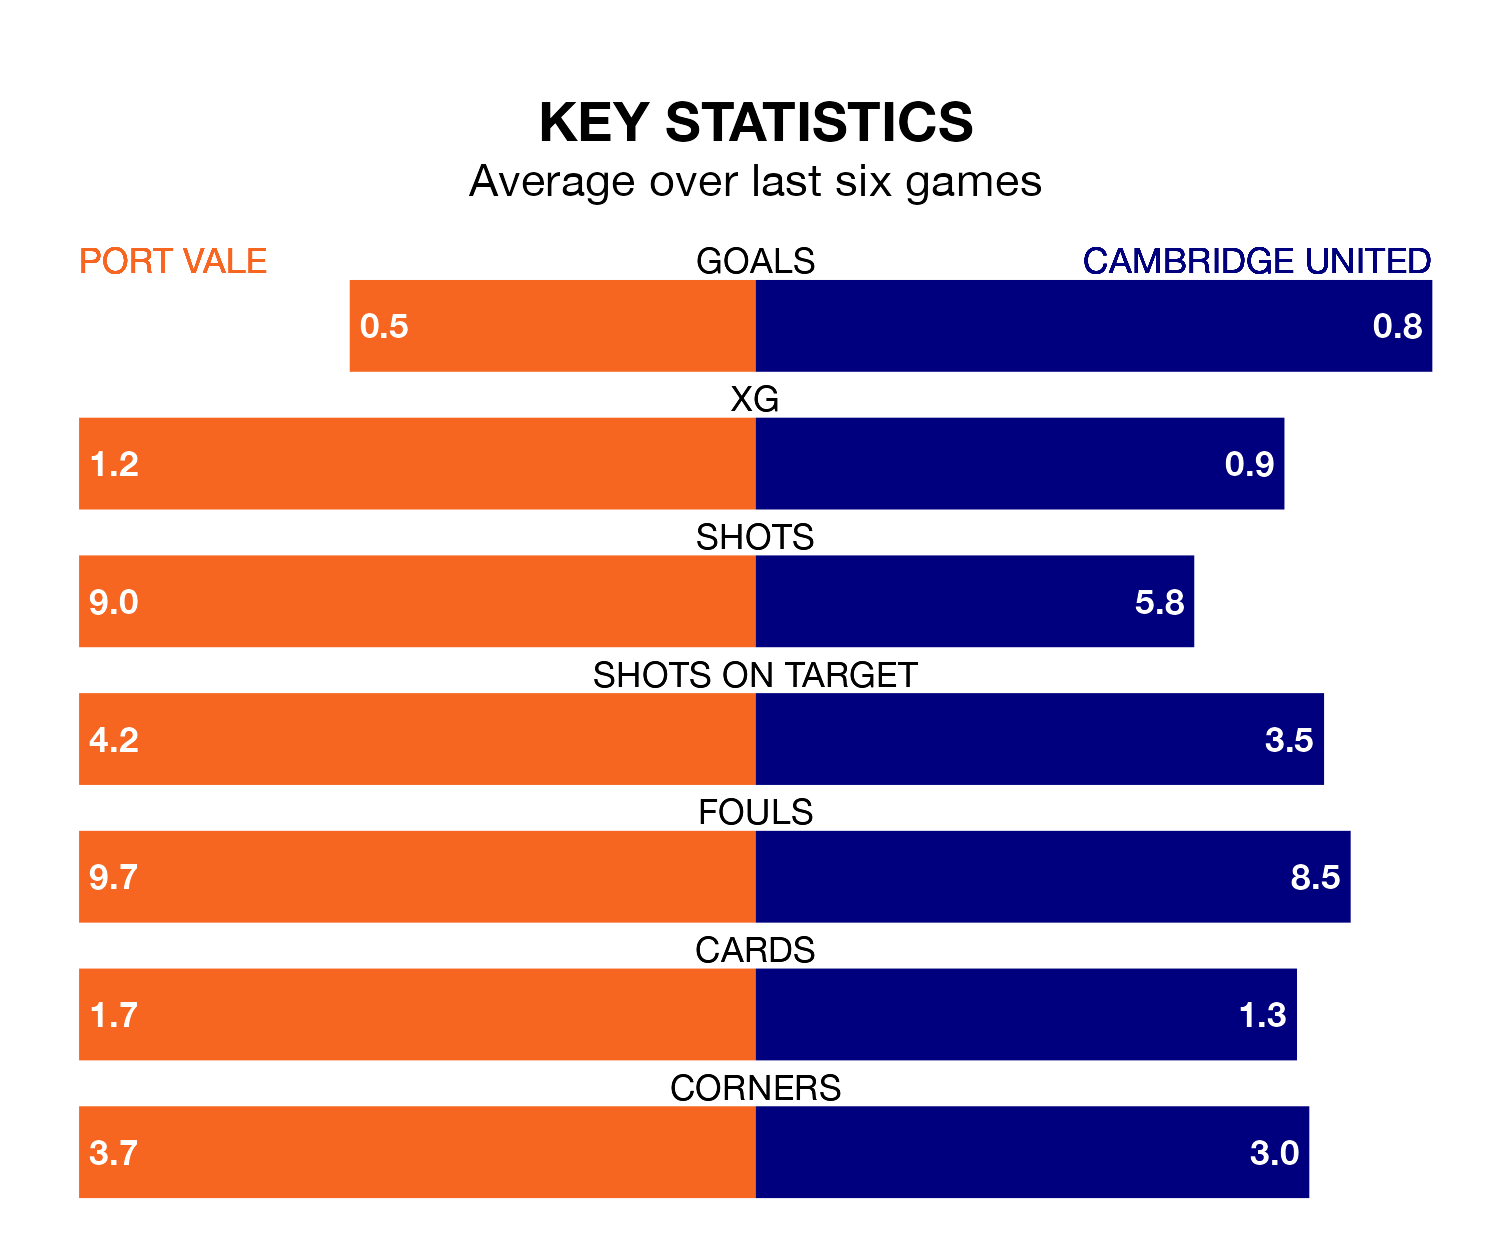 KEY STATISTICS
Average over last six games
PORT VALE GOALS CAMBRIDGE UNITED
0.5 0.8
XG
1.2 0.9
SHOTS
9.0 5.8
SHOTS ON TARGET
4.2 3.5
FOULS
9.7 8.5
CARDS
1.7 1.3
CORNERS
3.7 3.0